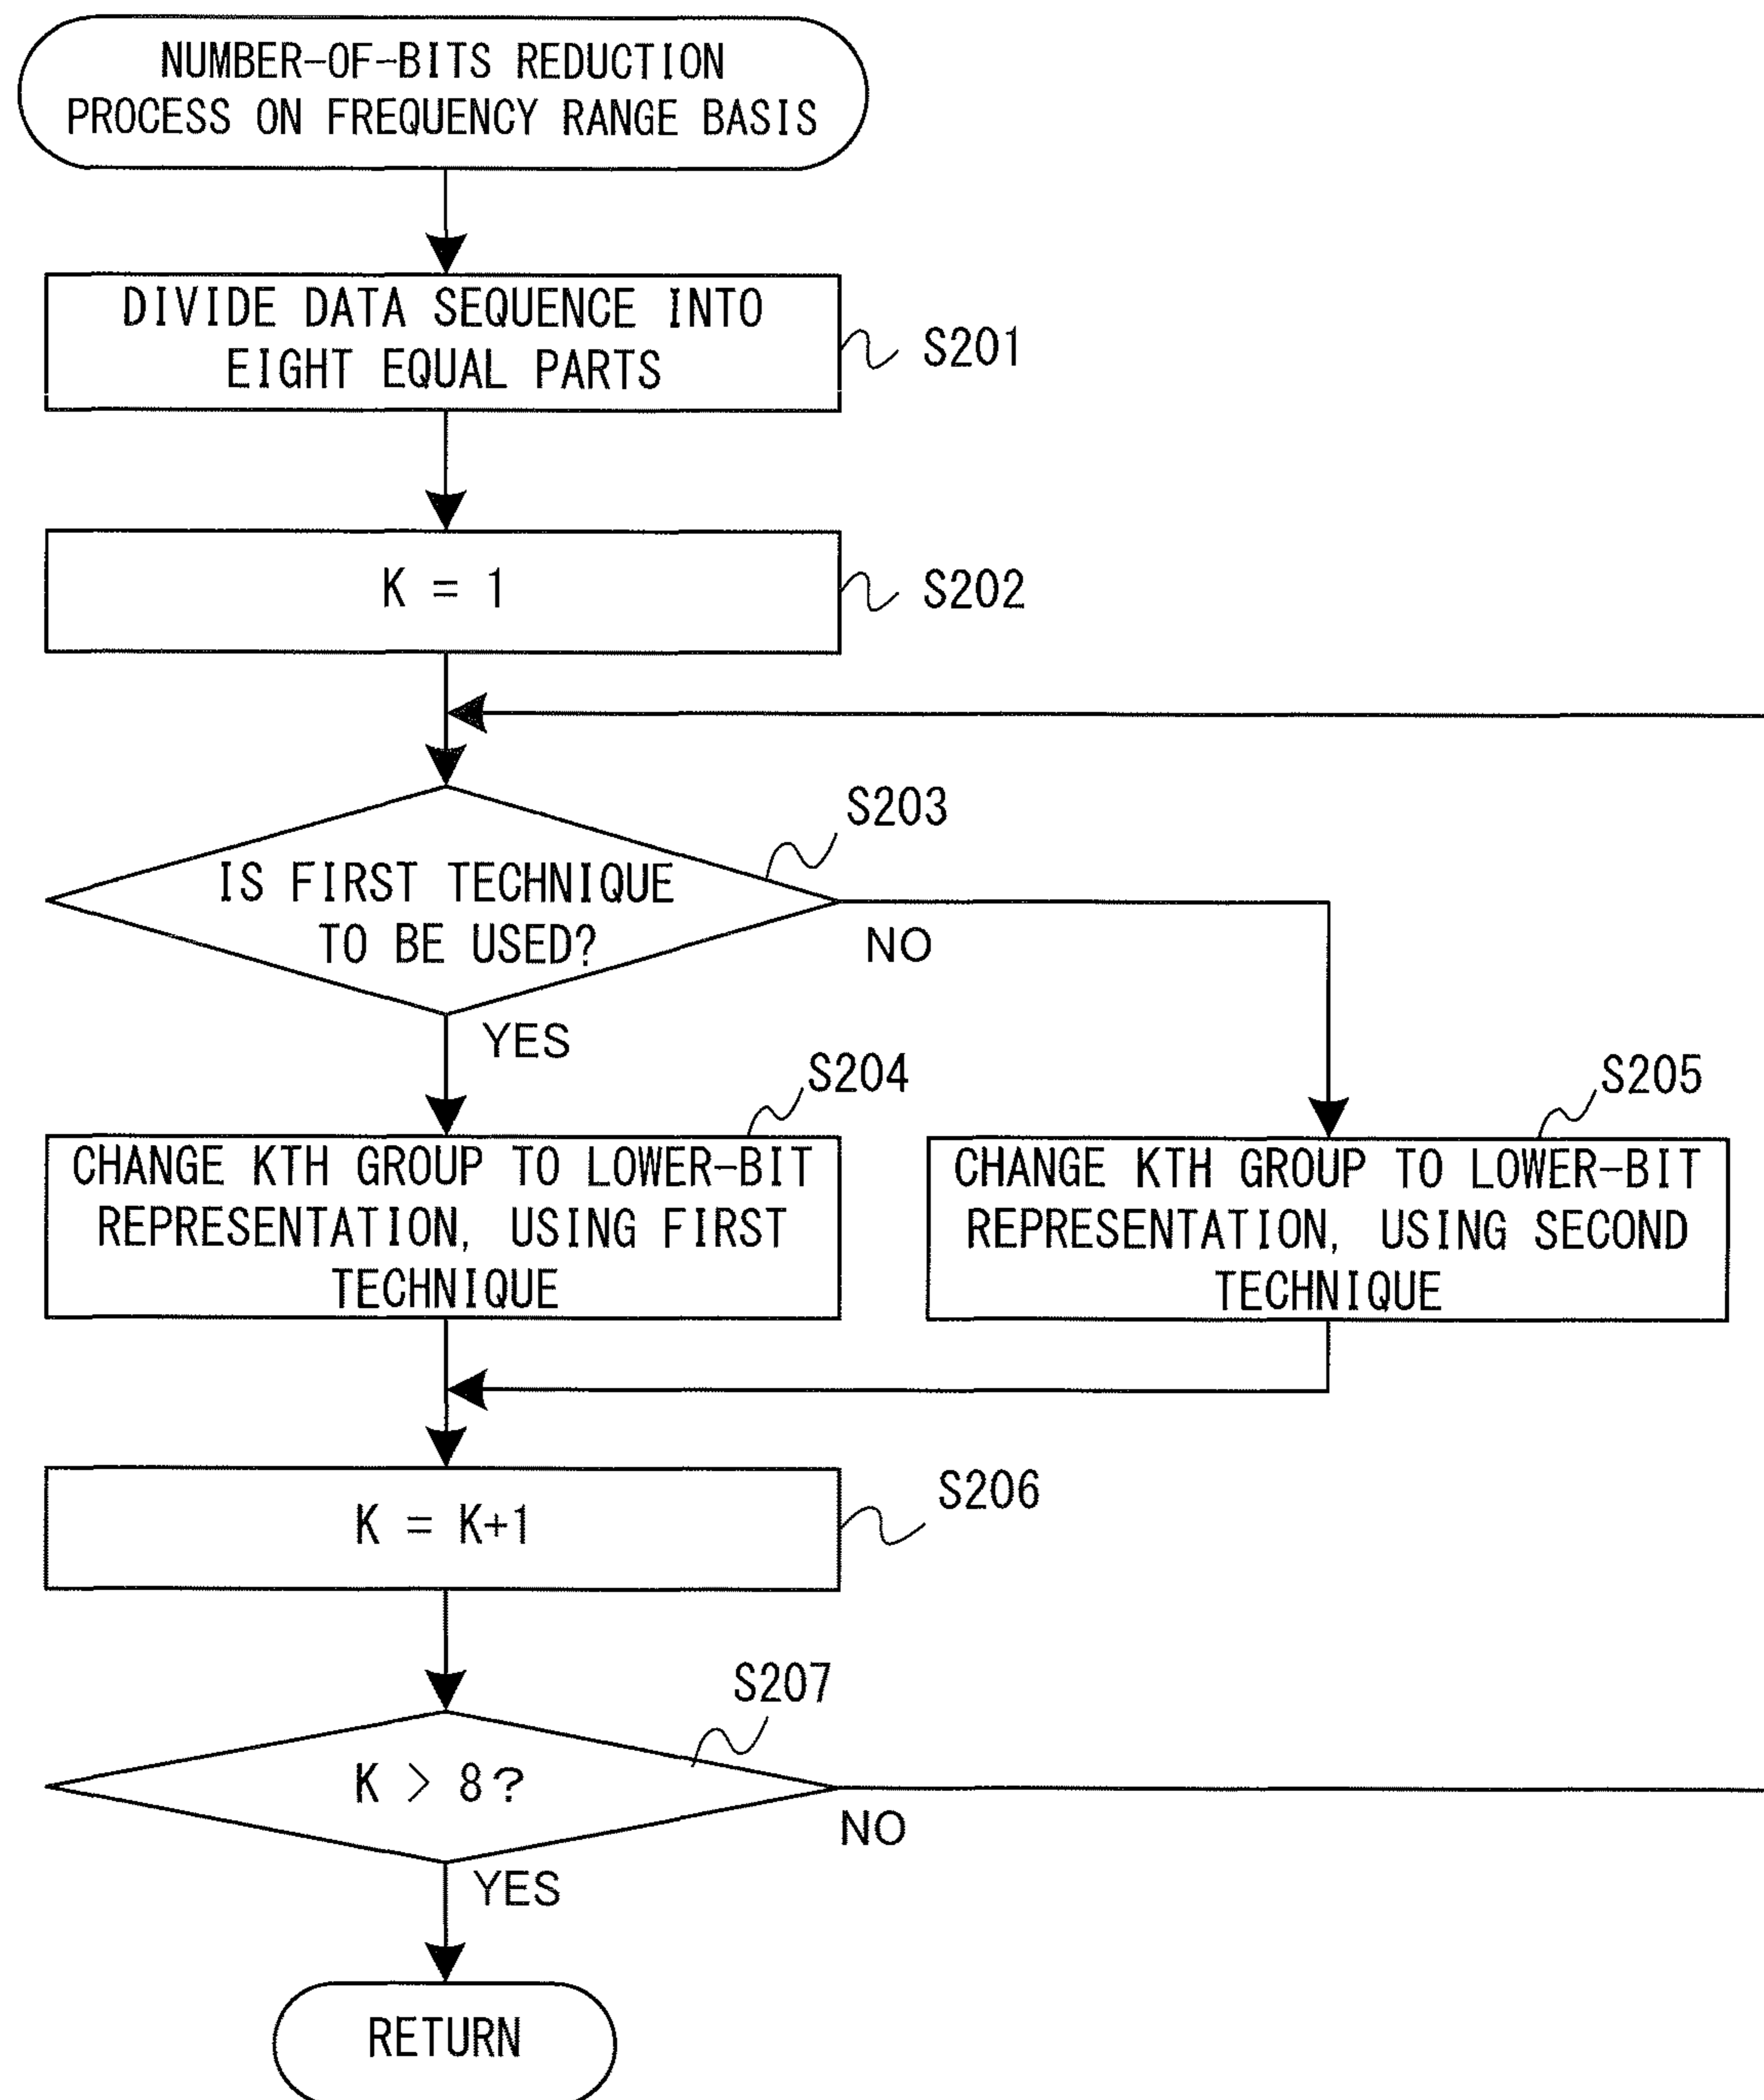 NUMBER-OF-BITS REDUCTION
PROCESS ON FREQUENCY RANGE BASIS
DIVIDE DATA SEQUENCE INTO
EIGHT EQUAL PARTS
S201
K = 1
S202
S203
IS FIRST TECHNIQUE
TO BE USED?
NO
YES
S204
CHANGE KTH GROUP TO LOWER-BIT
REPRESENTATION, USING FIRST
TECHNIQUE
S205
CHANGE KTH GROUP TO LOWER-BIT
REPRESENTATION, USING SECOND
TECHNIQUE
K = K+1
S206
S207
K > 8?
NO
YES
RETURN